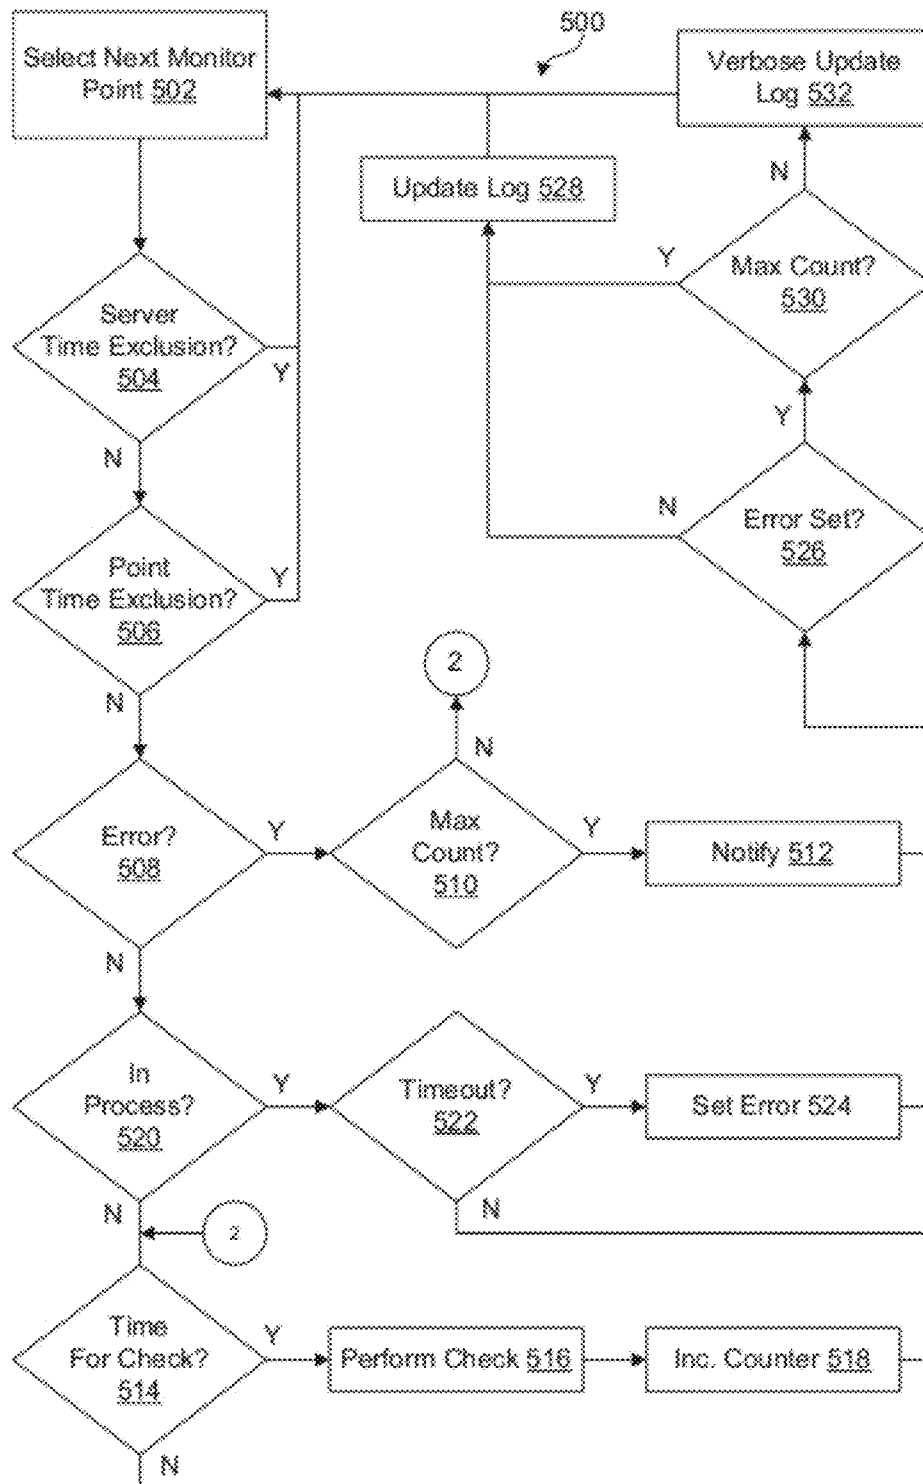 500
Select Next Monitor
Point 502
Verbose Update
Log 532
N
Update Log 528
Y
Max Count?
530
Server
Time Exclusion?
504
Y
N
Y
N
Error Set?
526
Point
Time Exclusion?
506
Y
N
2
N
Error?
508
Y
Max
Count?
510
Y
Notify 512
N
In
Process?
520
Y
Timeout?
522
Y
Set Error 524
N
N
2
Time
For Check?
514
Y
Perform Check 516
Inc. Counter 518
N